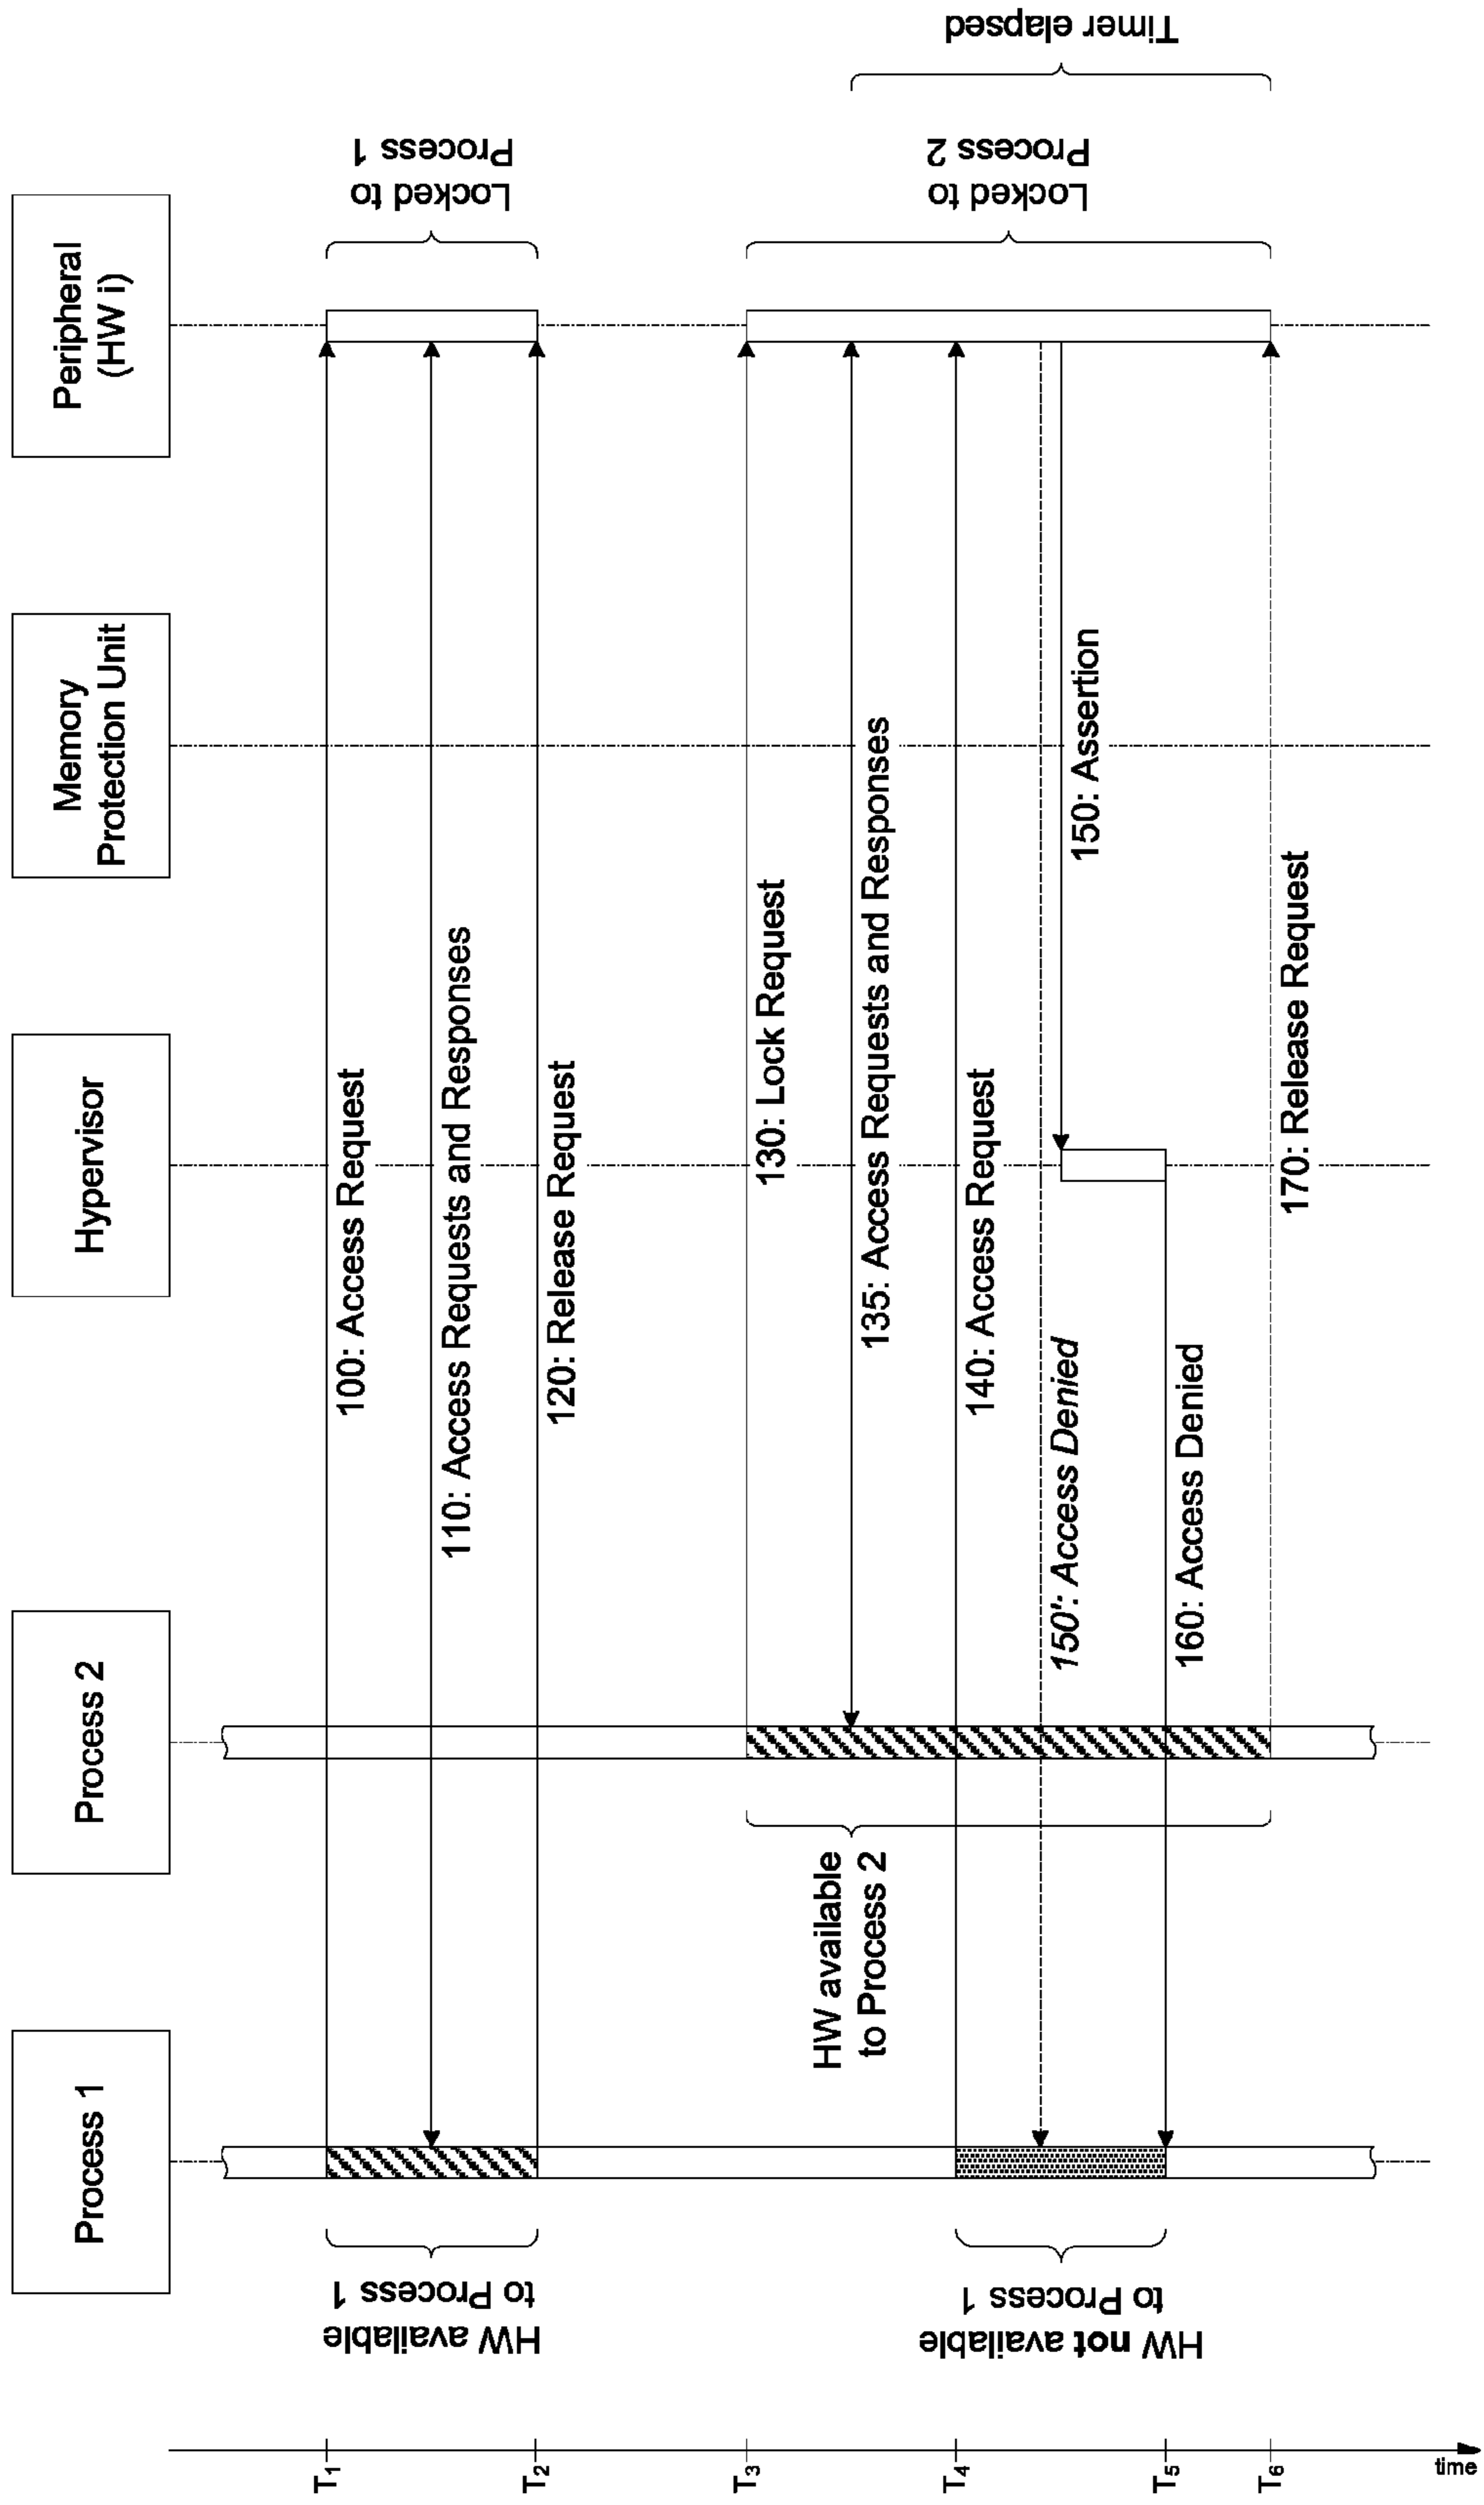 Process 1
Process 2
Hypervisor
Memory
Protection Unit
Peripheral
(HW i)
T1
HW available
to Process 1
100: Access Request
Locked to
Process 1
110: Access Requests and Responses
T2
120: Release Request
T3
130: Lock Request
HW available
to Process 2
135: Access Requests and Responses
Locked to
Process 2
Timer elapsed
T4
140: Access Request
HW not available
to Process 1
150': Access Denied
150: Assertion
T5
160: Access Denied
T6
170: Release Request
time